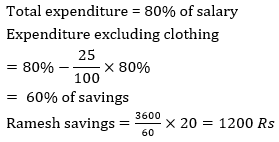 Total expenditure = 80% of salary
Expenditure excluding clothing
= 80% − 25/100 × 80%
= 60% of savings
Ramesh savings = 3600/60 × 20 = 1200 Rs